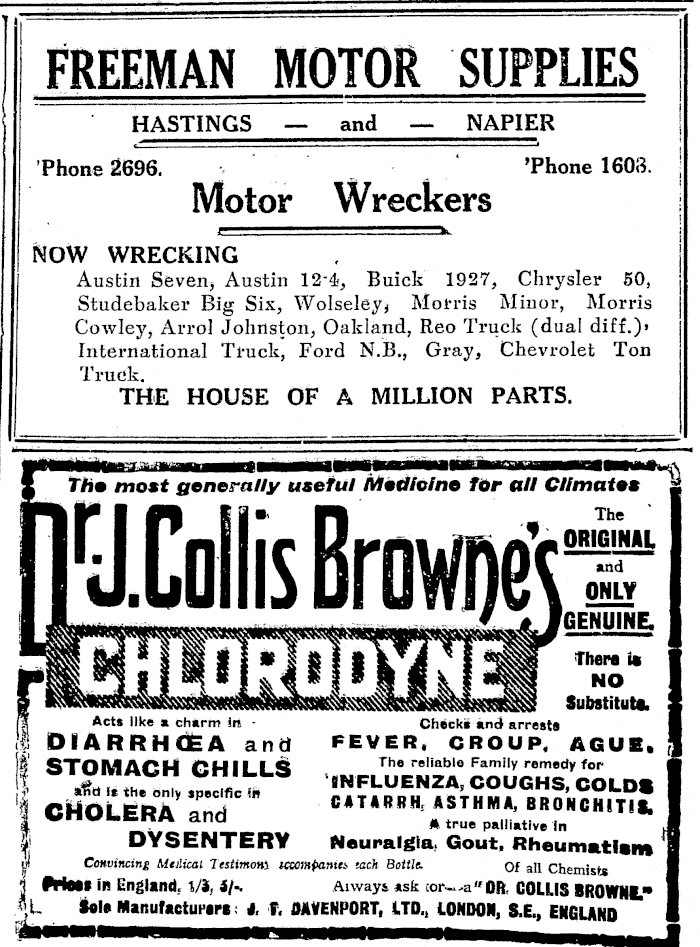 FREEMAN MOTOR SUPPLIES
HASTINGS — and — NAPIER
'Phone 2696. 'Phone 1603.
Motor Wreckers
NOW WRECKING
Austin Seven, Austin 12-4, Buick 1927, Chrysler 50,
Studebaker Big Six, Wolseley, Morris Minor, Morris
Cowley, Arrol Johnston, Oakland, Reo Truck (dual diff.),
International Truck, Ford N.B., Gray, Chevrolet Ton
Truck.
THE HOUSE OF A MILLION PARTS.
The most generally useful Medicine for all Climates
Dr. J. Collis Browne's
CHLORODYNE
The
ORIGINAL
and
ONLY
GENUINE.
There is
NO
Substitute.
Acts like a charm in
DIARRHŒA and
STOMACH CHILLS
and is the only specific in
CHOLERA and
DYSENTERY
Checks and arrests
FEVER, CROUP, AGUE.
The reliable Family remedy for
INFLUENZA, COUGHS, COLDS
CATARRH, ASTHMA, BRONCHITIS.
A true palliative in
Neuralgia, Gout, Rheumatism
Convincing Medical Testimony accompanies each Bottle.
Of all Chemists
Prices in England, 1/3, 3/-.
Always ask for a "DR. COLLIS BROWNE."
Sole Manufacturers: J. T. DAVENPORT, LTD., LONDON, S.E., ENGLAND